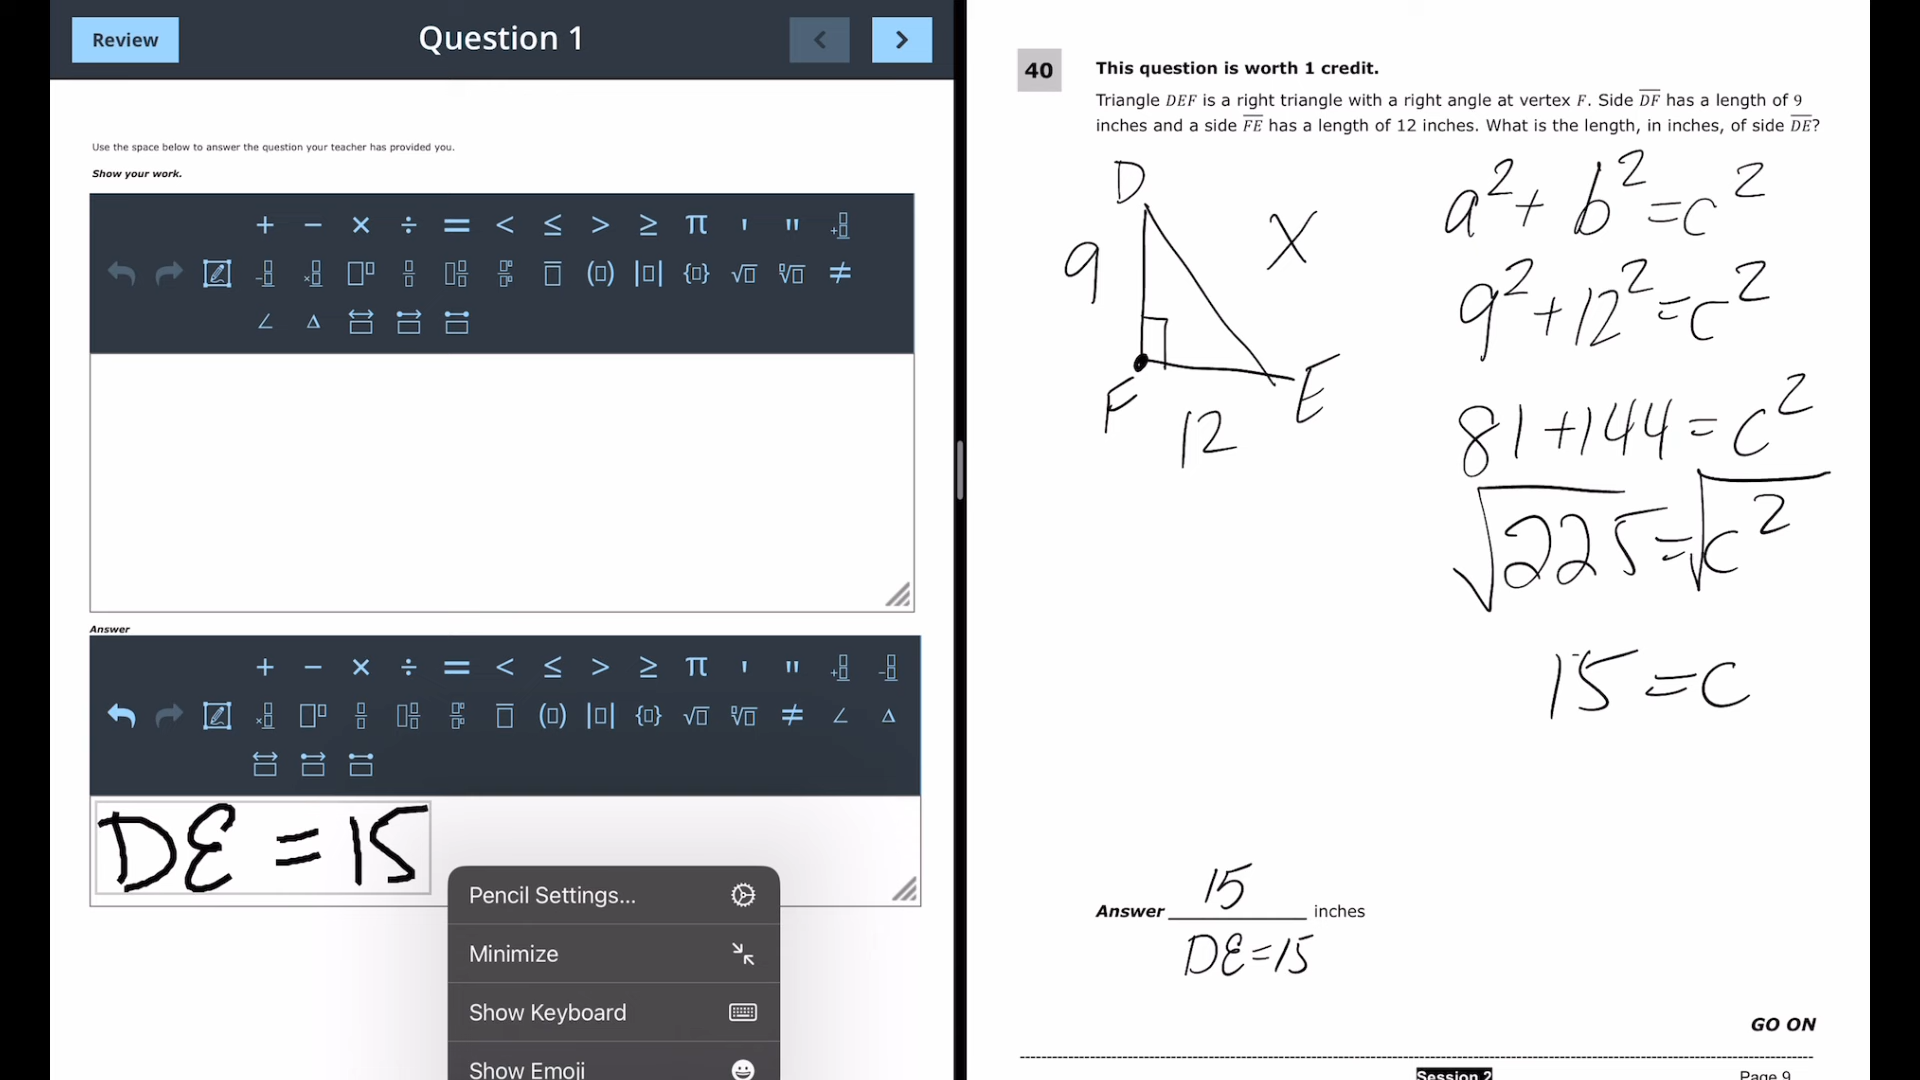 Review
Question 1
Use the space below to answer the question your teacher has provided you.
Show your work.
+ − × ÷ = < ≤ > ≥ π ' "
√ ≠
∠ Δ
Answer
+ − × ÷ = < ≤ > ≥ π ' "
√ ≠ ∠ Δ
DE = 15
Pencil Settings...
Minimize
Show Keyboard
Show Emoji
40
This question is worth 1 credit.
Triangle DEF is a right triangle with a right angle at vertex F. Side DF has a length of 9
inches and a side FE has a length of 12 inches. What is the length, in inches, of side DE?
D
9
X
F
12
E
a² + b² = c²
9² + 12² = c²
81 + 144 = c²
√225 = √c²
15 = c
15
Answer ____________ inches
DE = 15
GO ON
Session 2
Page 9